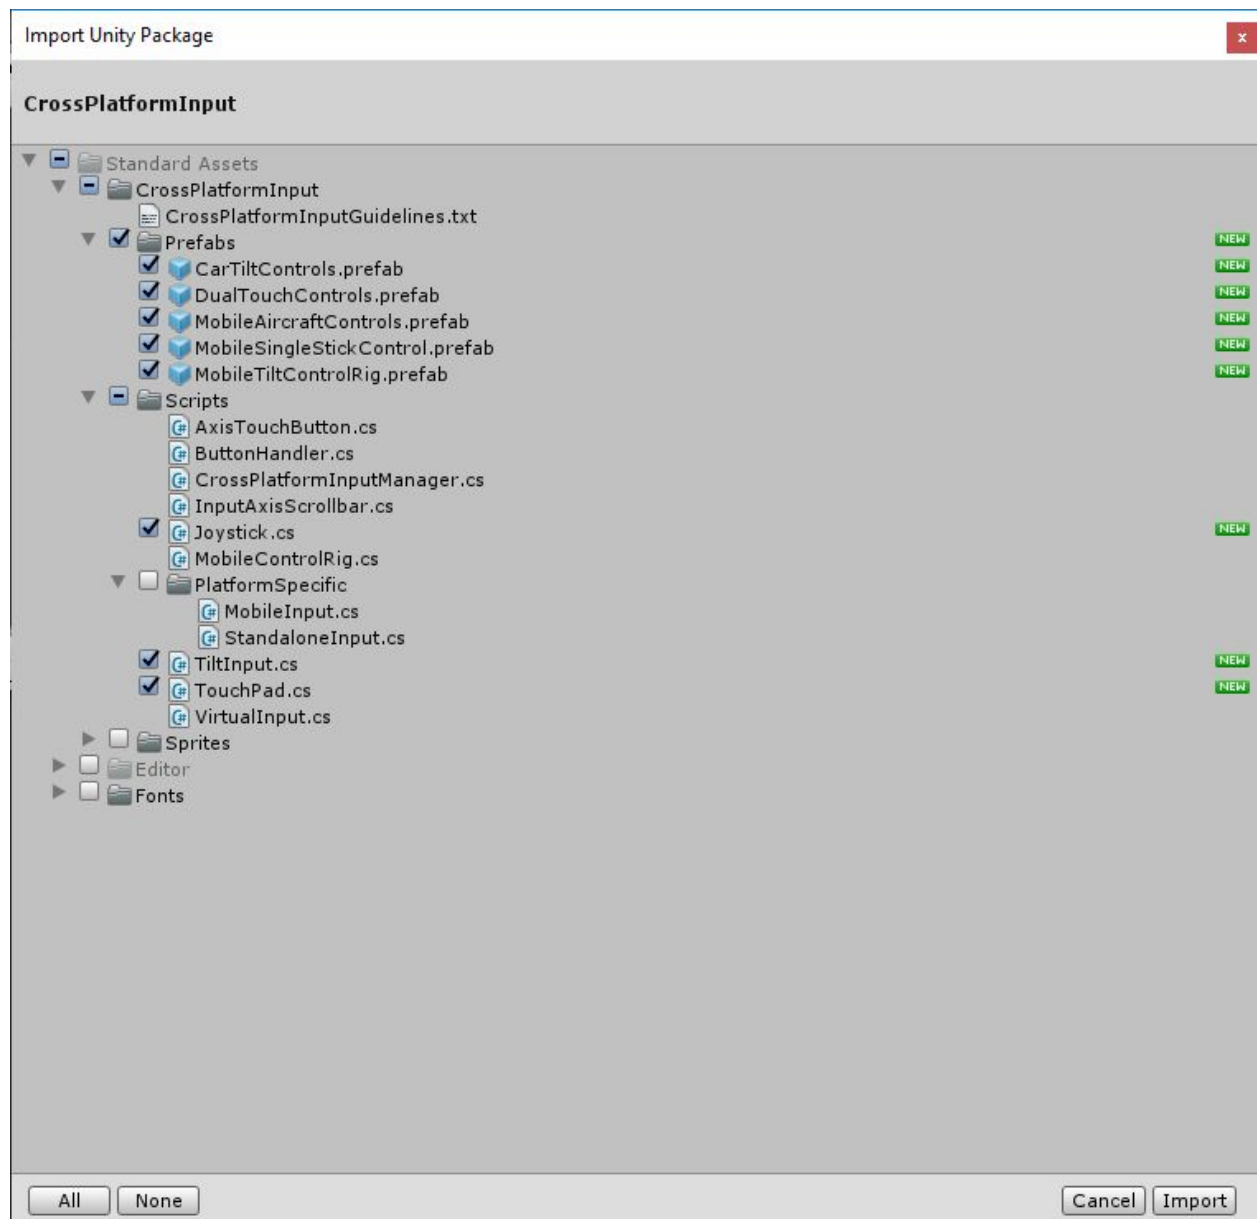 Import Unity Package
x
CrossPlatformInput
Standard Assets
CrossPlatformInput
CrossPlatformInputGuidelines.txt
Prefabs NEW
CarTiltControls.prefab NEW
DualTouchControls.prefab NEW
MobileAircraftControls.prefab NEW
MobileSingleStickControl.prefab NEW
MobileTiltControlRig.prefab NEW
Scripts
C# AxisTouchButton.cs
C# ButtonHandler.cs
C# CrossPlatformInputManager.cs
C# InputAxisScrollbar.cs
C# Joystick.cs NEW
C# MobileControlRig.cs
PlatformSpecific
C# MobileInput.cs
C# StandaloneInput.cs
C# TiltInput.cs NEW
C# TouchPad.cs NEW
C# VirtualInput.cs
Sprites
Editor
Fonts
All None Cancel Import